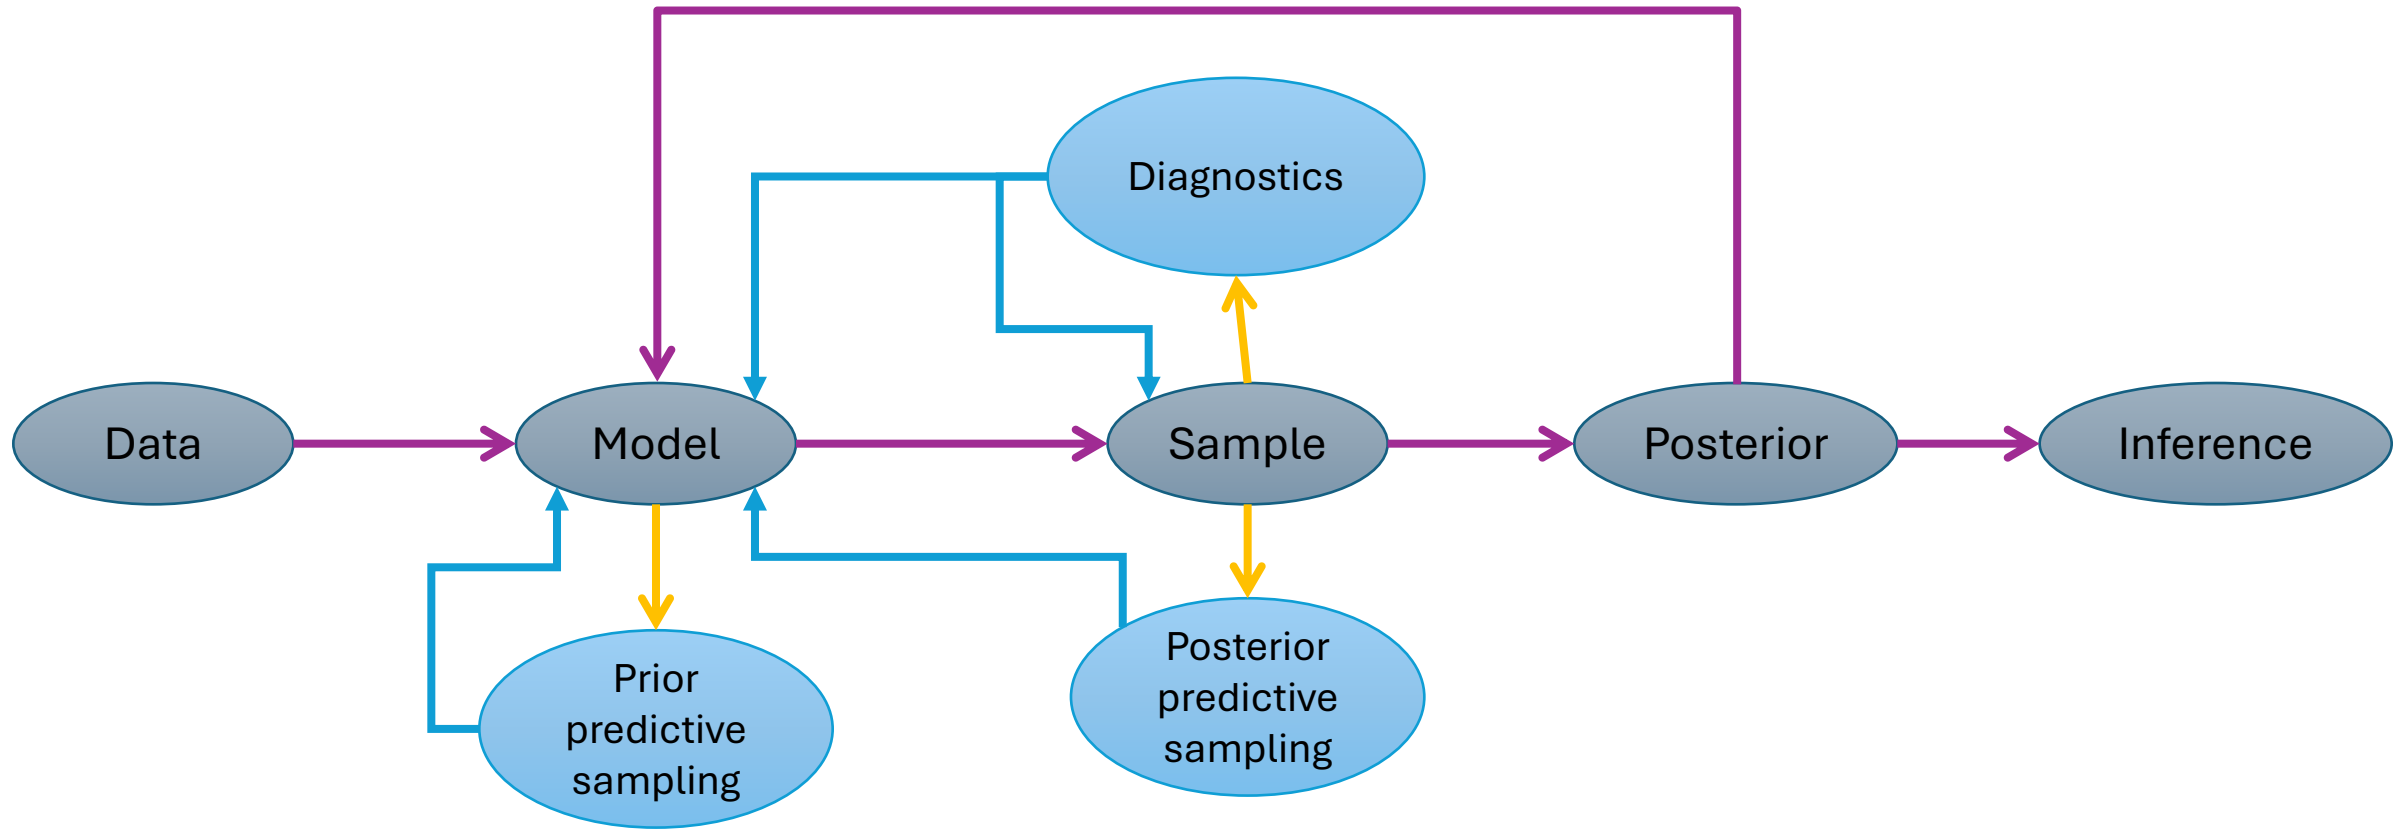 Diagnostics
Data
Model
Sample
Posterior
Inference
Prior
predictive
sampling
Posterior
predictive
sampling